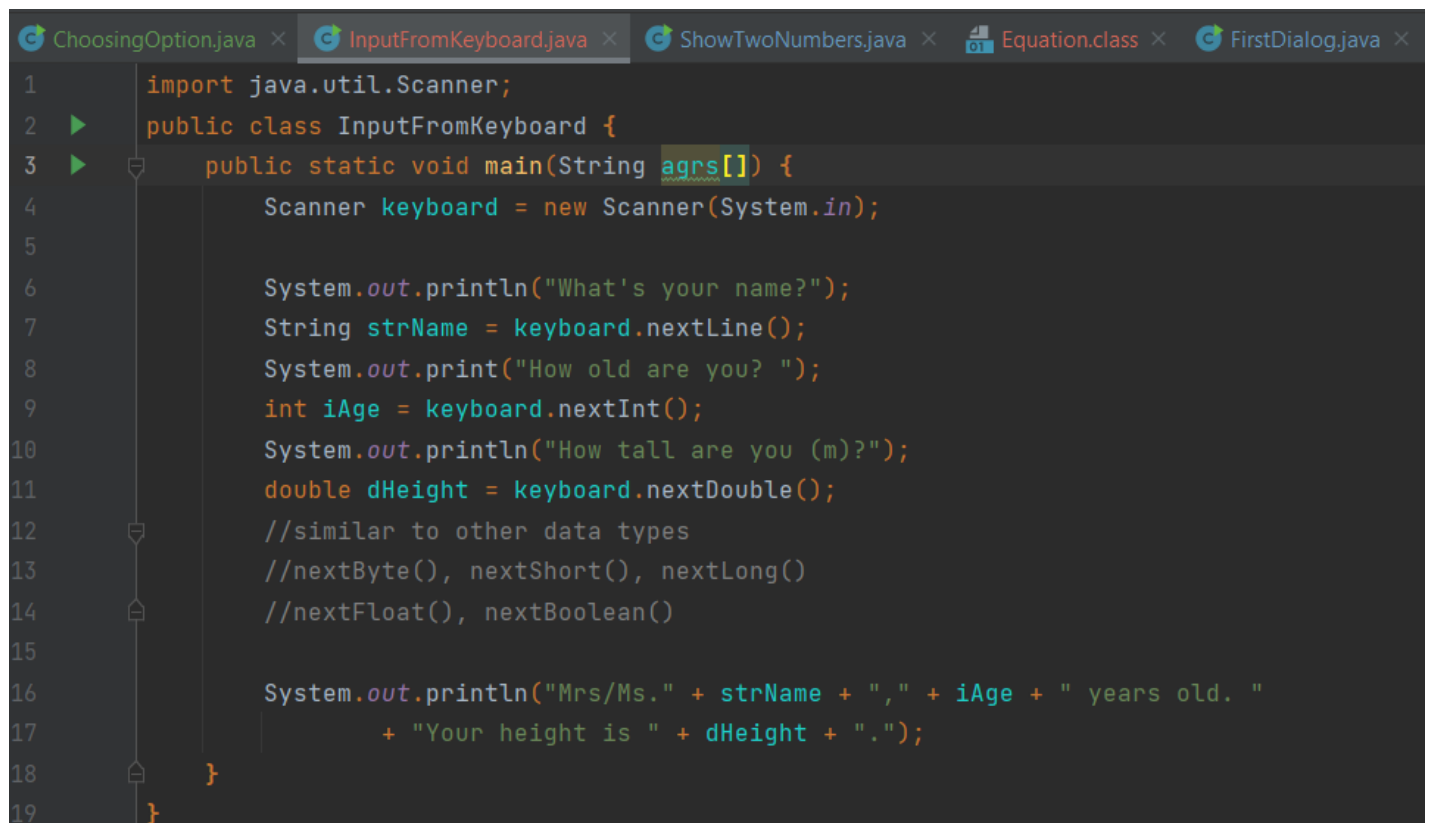 ChoosingOption.java InputFromKeyboard.java ShowTwoNumbers.java Equation.class FirstDialog.java
1 import java.util.Scanner;
2 public class InputFromKeyboard {
3 public static void main(String agrs[]) {
4 Scanner keyboard = new Scanner(System.in);
5
6 System.out.println("What's your name?");
7 String strName = keyboard.nextLine();
8 System.out.print("How old are you? ");
9 int iAge = keyboard.nextInt();
10 System.out.println("How tall are you (m)?");
11 double dHeight = keyboard.nextDouble();
12 //similar to other data types
13 //nextByte(), nextShort(), nextLong()
14 //nextFloat(), nextBoolean()
15
16 System.out.println("Mrs/Ms." + strName + "," + iAge + " years old. "
17 + "Your height is " + dHeight + ".");
18 }
19 }